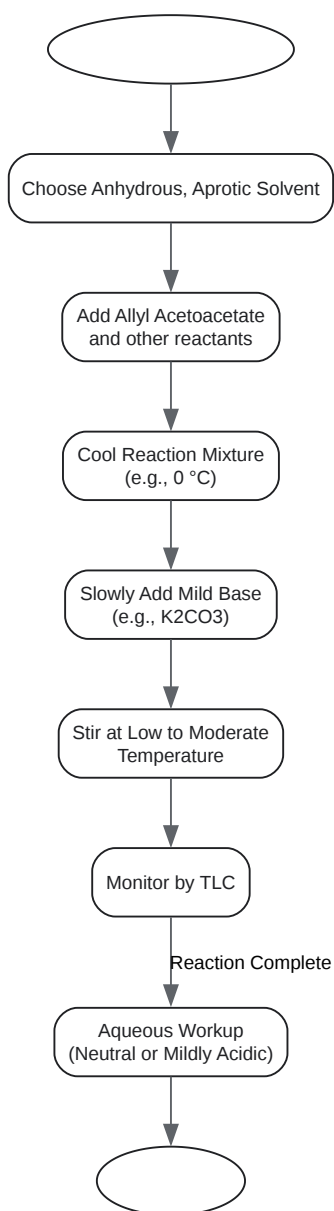 Choose Anhydrous, Aprotic Solvent
Add Allyl Acetoacetate
and other reactants
Cool Reaction Mixture
(e.g., 0 °C)
Slowly Add Mild Base
(e.g., K2CO3)
Stir at Low to Moderate
Temperature
Monitor by TLC
Reaction Complete
Aqueous Workup
(Neutral or Mildly Acidic)